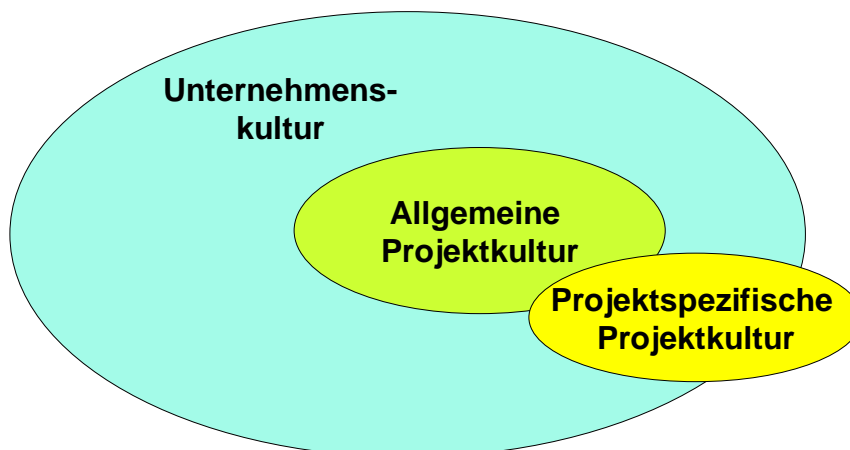 Unternehmens-
kultur
Allgemeine
Projektkultur
Projektspezifische
Projektkultur